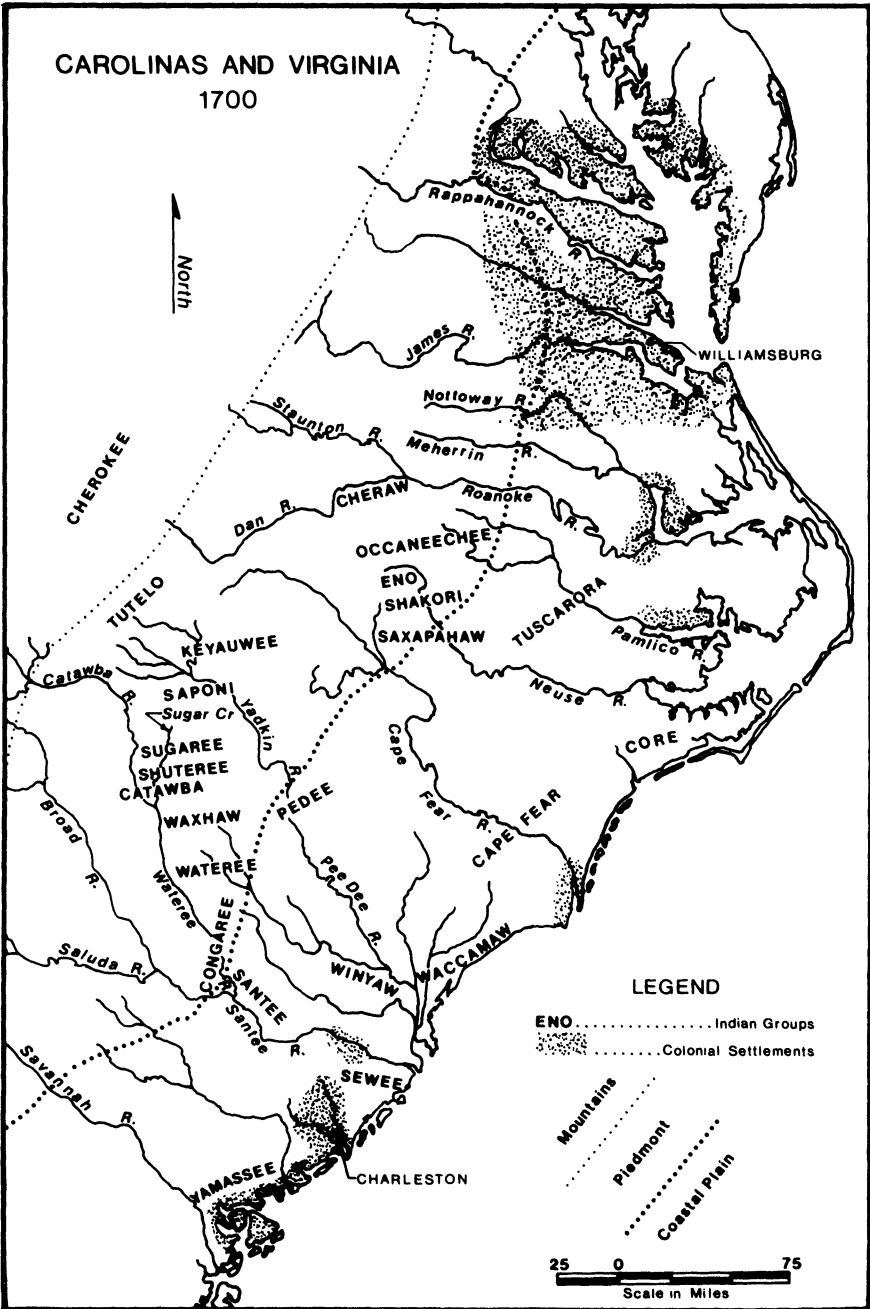 CAROLINAS AND VIRGINIA
1700
North
Rappahannock R.
WILLIAMSBURG
James R.
Nottoway R.
Staunton R.
Meherrin R.
CHEROKEE
CHERAW
Roanoke R.
Dan R.
OCCANEECHEE
ENO
SHAKORI
SAXAPAHAW
TUSCARORA
TUTELO
KEYAUWEE
Pamlico R.
Catawba R.
SAPONI
Sugar Cr
Yadkin R.
Neuse R.
SUGAREE
SHUTEREE
CATAWBA
CORE
Cape Fear R.
CAPE FEAR
PEDEE
WAXHAW
Broad R.
WATEREE
Wateree R.
Pee Dee R.
CONGAREE
Saluda R.
WINYAW
WACCAMAW
SANTEE
Santee R.
SEWEE
Savannah R.
YAMASSEE
CHARLESTON
LEGEND
ENO . . . . . . . . . . . . . . . Indian Groups
. . . . . . Colonial Settlements
Mountains
Piedmont
Coastal Plain
25 0 75
Scale in Miles